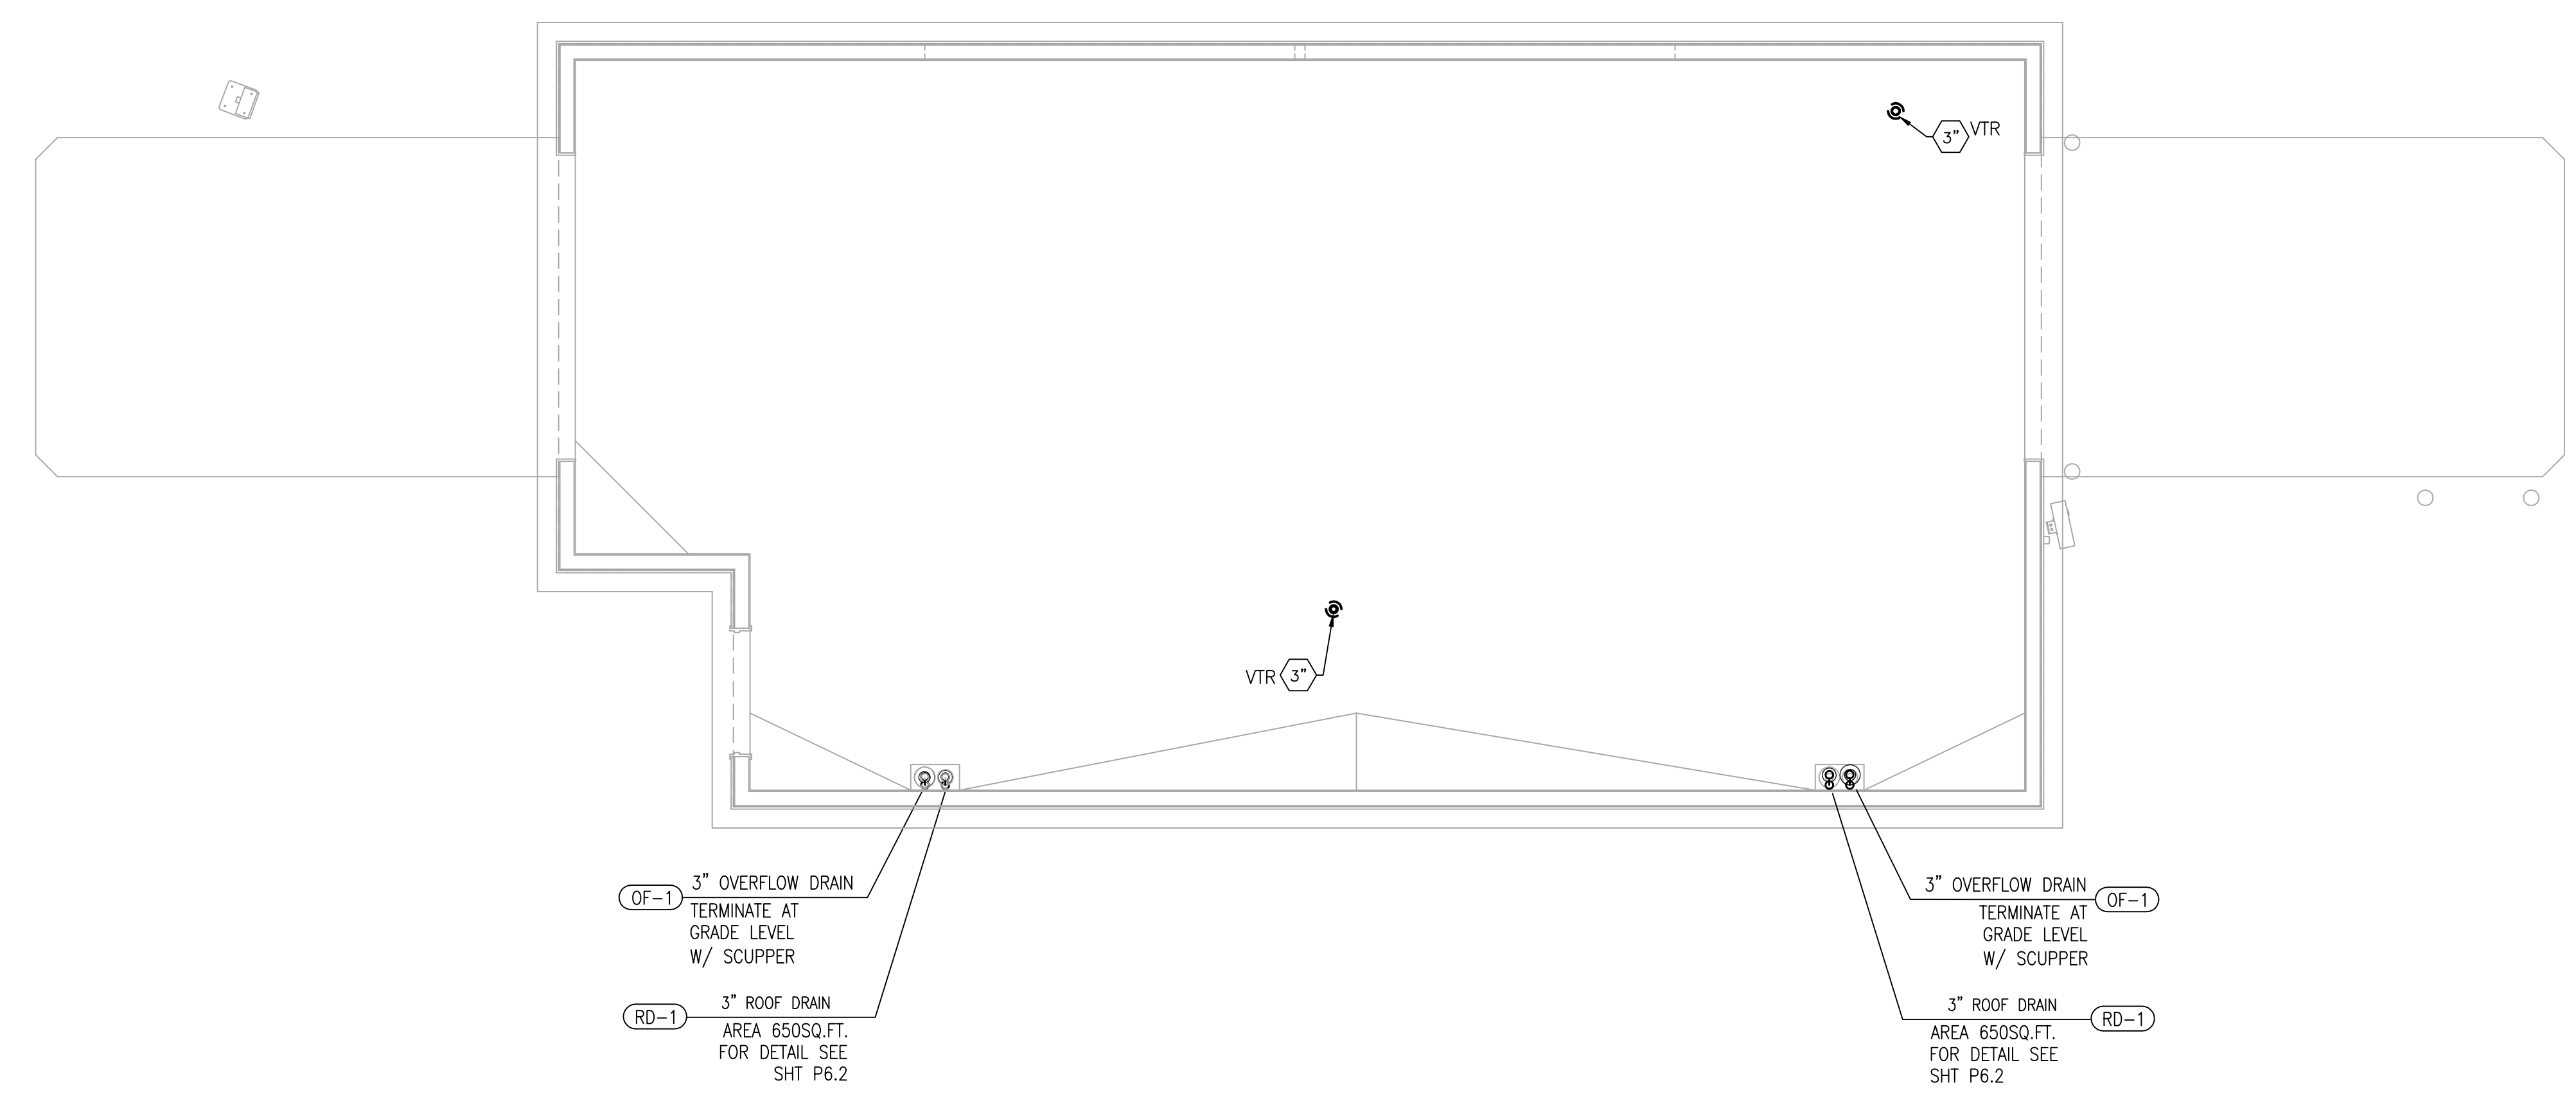 3” VTR
VTR 3”
OF-1 3” OVERFLOW DRAIN
TERMINATE AT
GRADE LEVEL
W/ SCUPPER
RD-1 3” ROOF DRAIN
AREA 650SQ.FT.
FOR DETAIL SEE
SHT P6.2
3” OVERFLOW DRAIN OF-1
TERMINATE AT
GRADE LEVEL
W/ SCUPPER
3” ROOF DRAIN RD-1
AREA 650SQ.FT.
FOR DETAIL SEE
SHT P6.2